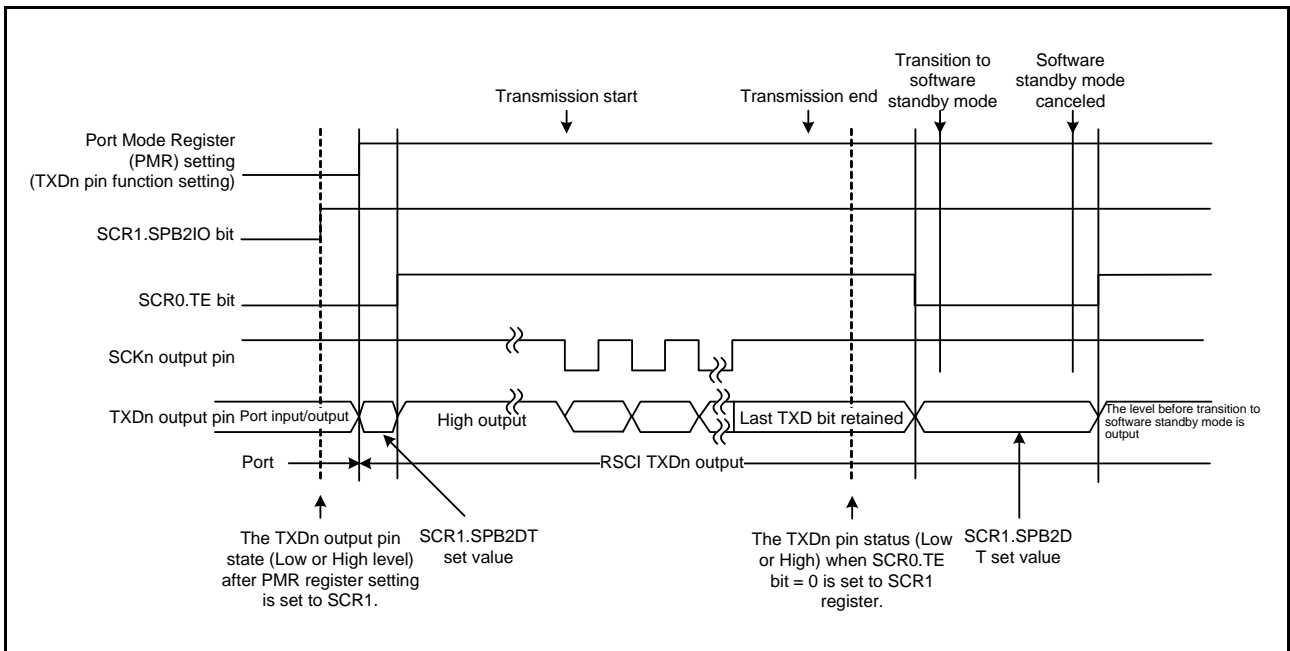 Transition to
software
standby mode
Software
standby mode
canceled
Transmission start
Transmission end
Port Mode Register
(PMR) setting
(TXDn pin function setting)
SCR1.SPB2IO bit
SCR0.TE bit
SCKn output pin
TXDn output pin
Port input/output
High output
Last TXD bit retained
The level before transition to
software standby mode is
output
Port
RSCI TXDn output
The TXDn output pin
state (Low or High level)
after PMR register setting
is set to SCR1.
SCR1.SPB2DT
set value
The TXDn pin status (Low
or High) when SCR0.TE
bit = 0 is set to SCR1
register.
SCR1.SPB2D
T set value